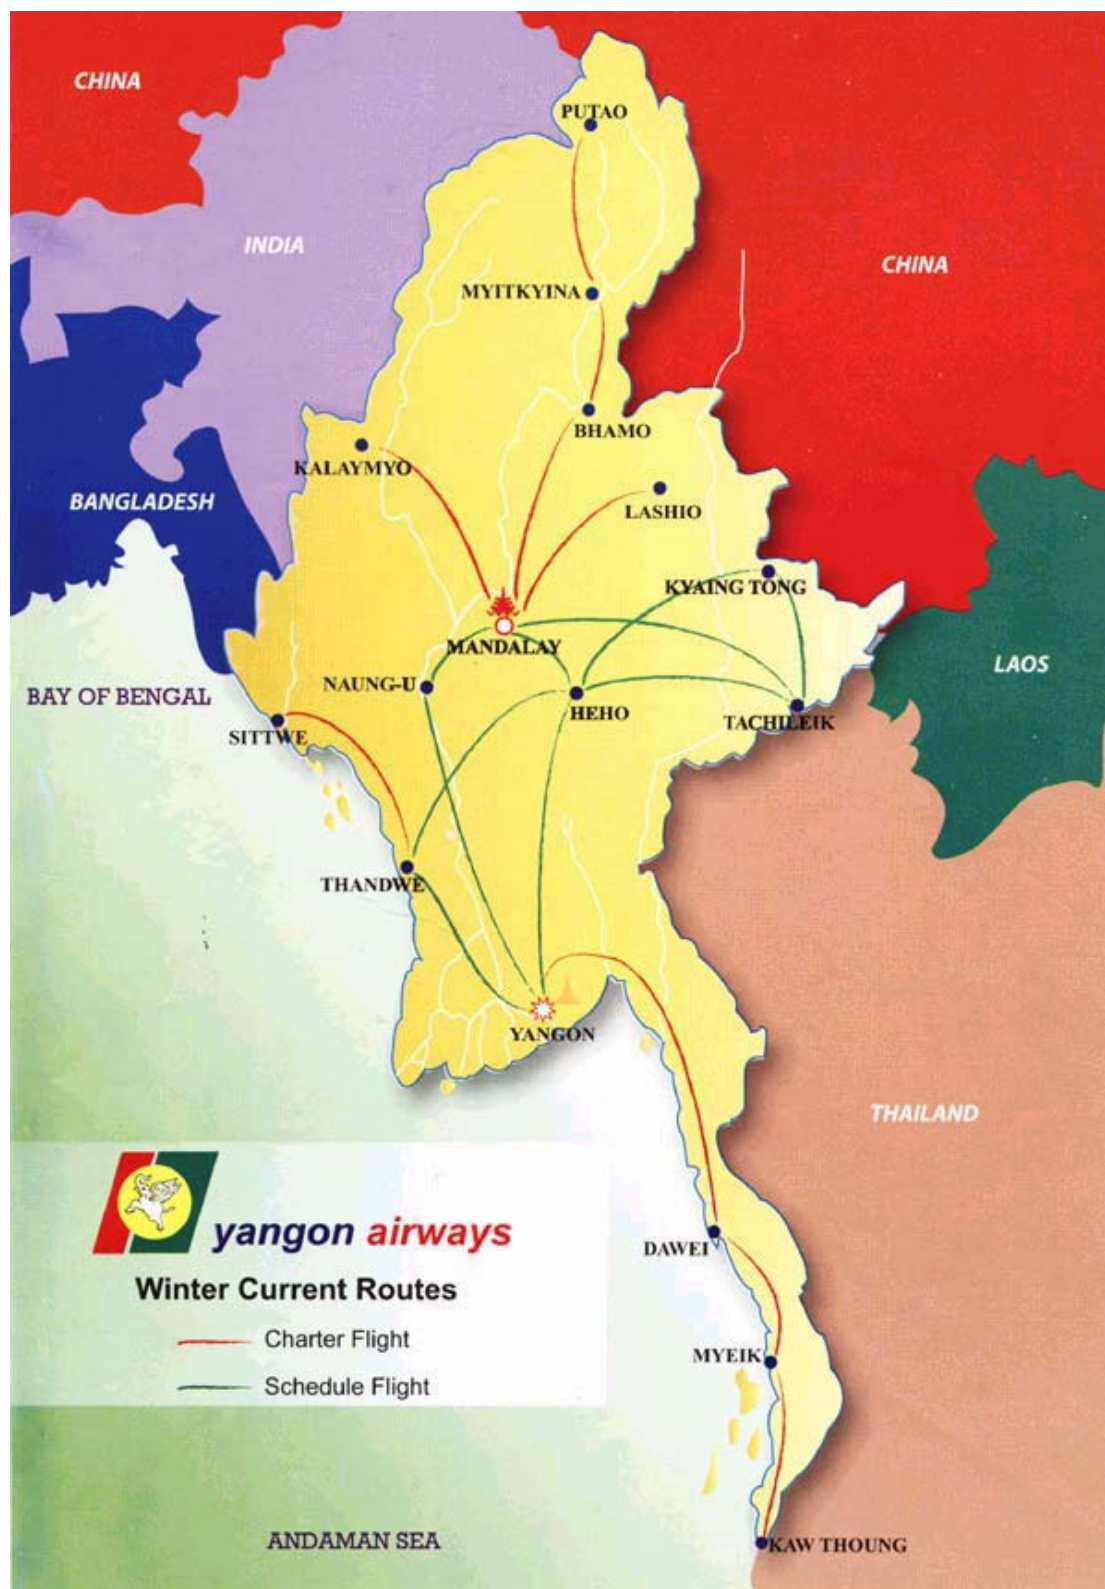 CHINA
PUTAO
INDIA
CHINA
MYITKYINA
BHAMO
KALAYMYO
BANGLADESH
LASHIO
KYAING TONG
MANDALAY
LAOS
NAUNG-U
BAY OF BENGAL
HEHO
TACHILEIK
SITTWE
THANDWE
YANGON
THAILAND
yangon airways
DAWEI
Winter Current Routes
Charter Flight
MYEIK
Schedule Flight
ANDAMAN SEA
KAW THOUNG